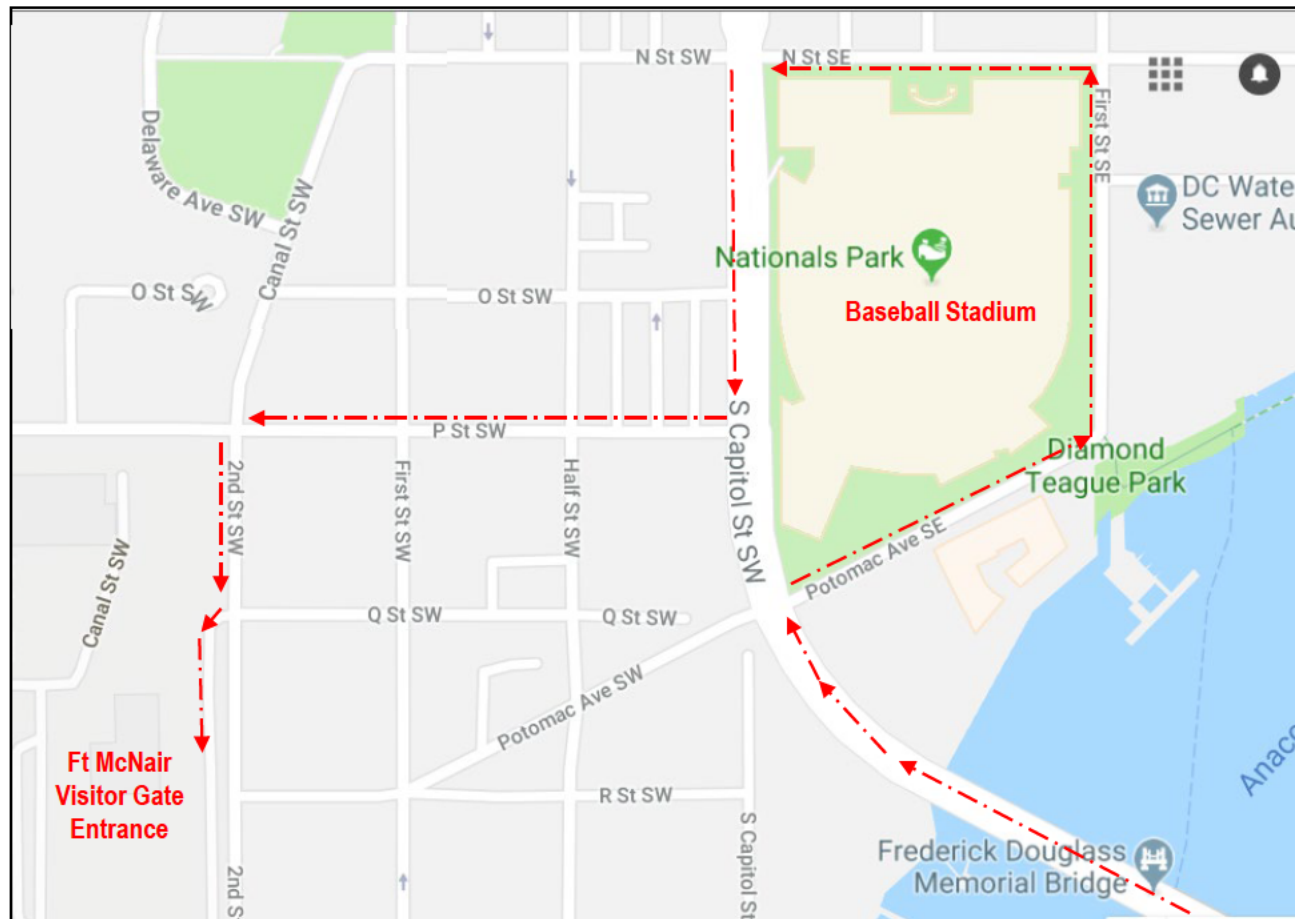 N St SW
N St SE
First St SE
Delaware Ave SW
Canal St SW
DC Wate
Sewer Au
Nationals Park
O St SW
O St SW
Baseball Stadium
P St SW
S Capitol St SW
Diamond
Teague Park
2nd St SW
First St SW
Half St SW
Potomac Ave SE
Canal St SW
Q St SW
Q St SW
Potomac Ave SW
Ft McNair
Visitor Gate
Entrance
R St SW
Anaco
S Capitol St
Frederick Douglass
Memorial Bridge
2nd S